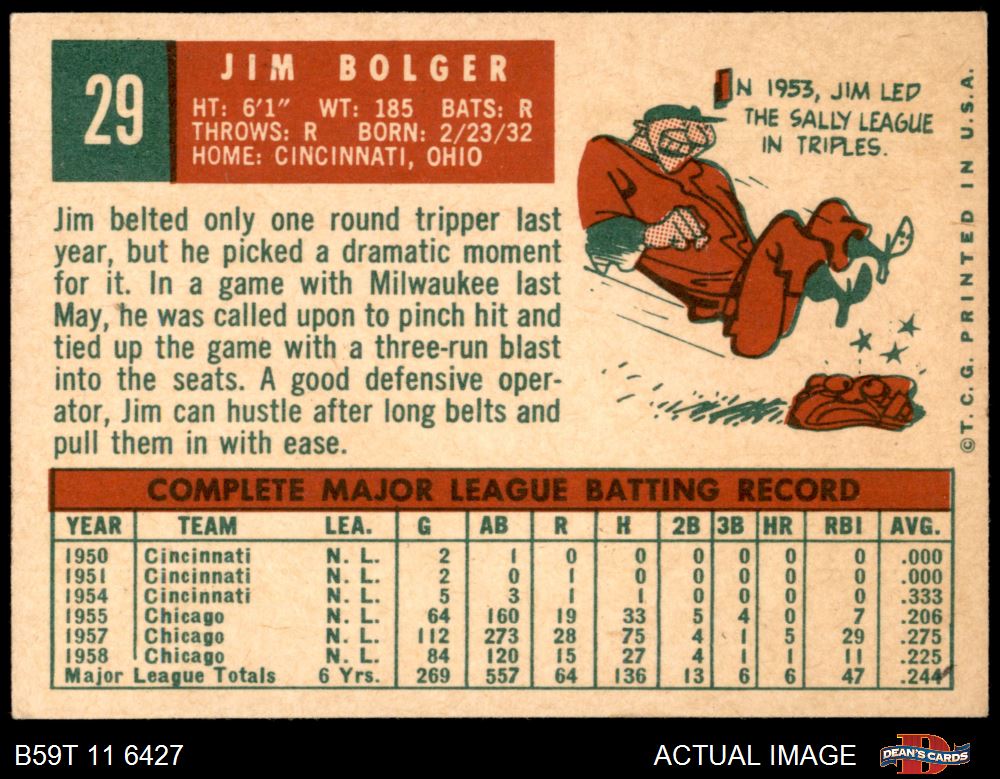 29
JIM BOLGER
HT: 6'1" WT: 185 BATS: R
THROWS: R BORN: 2/23/32
HOME: CINCINNATI, OHIO
IN 1953, JIM LED
THE SALLY LEAGUE
IN TRIPLES.
©T.C.G. PRINTED IN U.S.A.
Jim belted only one round tripper last
year, but he picked a dramatic moment
for it. In a game with Milwaukee last
May, he was called upon to pinch hit and
tied up the game with a three-run blast
into the seats. A good defensive oper-
ator, Jim can hustle after long belts and
pull them in with ease.
COMPLETE MAJOR LEAGUE BATTING RECORD
YEAR TEAM LEA. G AB R H 2B 3B HR RBI AVG.
1950 Cincinnati N. L. 2 1 0 0 0 0 0 0 .000
1951 Cincinnati N. L. 2 0 1 0 0 0 0 0 .000
1954 Cincinnati N. L. 5 3 1 1 0 0 0 0 .333
1955 Chicago N. L. 64 160 19 33 5 4 0 7 .206
1957 Chicago N. L. 112 273 28 75 4 1 5 29 .275
1958 Chicago N. L. 84 120 15 27 4 1 1 11 .225
Major League Totals 6 Yrs. 269 557 64 136 13 6 6 47 .244
B59T 11 6427
ACTUAL IMAGE
DEAN'S CARDS